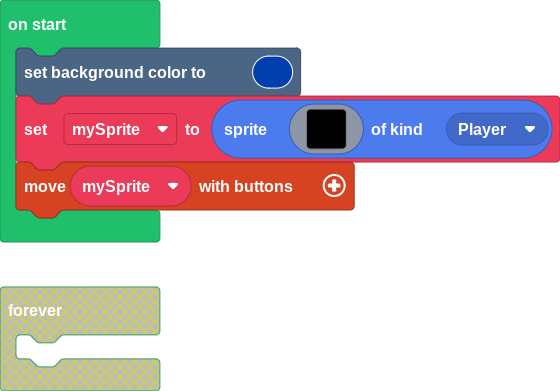 on start
set background color to
set mySprite to sprite of kind Player
move mySprite with buttons
forever